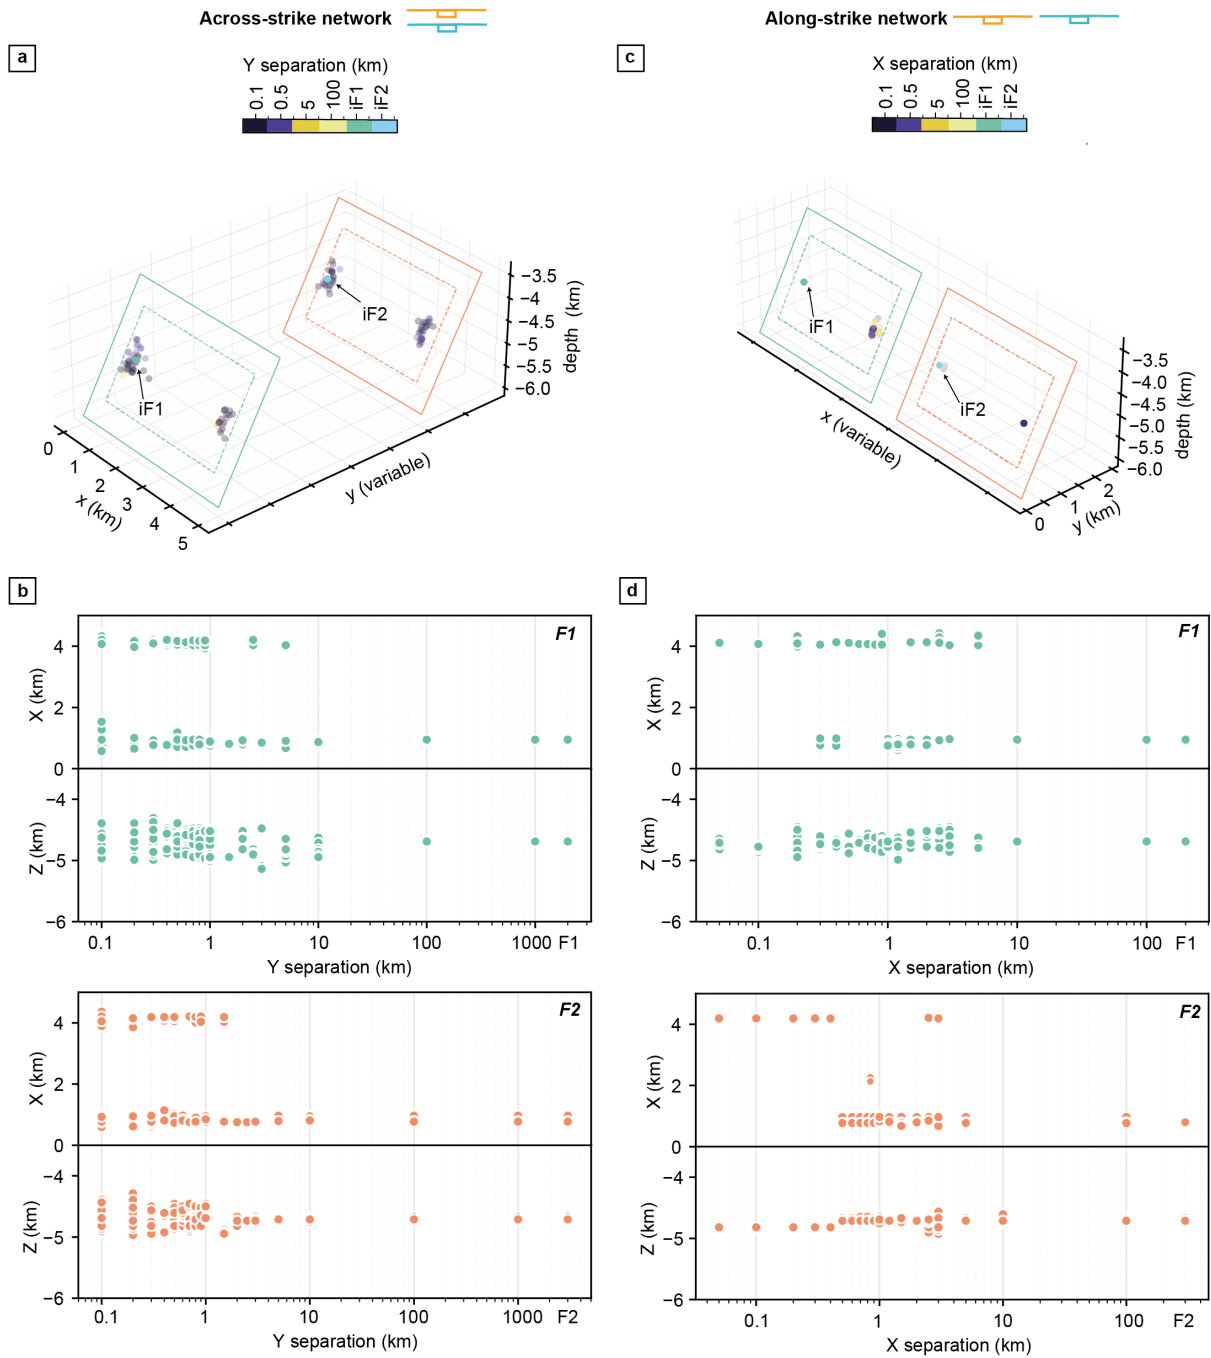 Across-strike network
Along-strike network
a
Y separation (km)
0.1 0.5 5 100 iF1 iF2
iF2
iF1
−3.5
−4
−4.5
−5
−5.5
−6.0
depth (km)
0
1
2
3
4
5
x (km)
y (variable)
c
X separation (km)
0.1 0.5 5 100 iF1 iF2
iF1
iF2
−3.5
−4.0
−4.5
−5.0
−5.5
−6.0
depth (km)
x (variable)
0
1
2
y (km)
b
F1
4
2
0
X (km)
−4
−5
−6
Z (km)
0.1 1 10 100 1000 F1
Y separation (km)
F2
4
2
0
X (km)
−4
−5
−6
Z (km)
0.1 1 10 100 1000 F2
Y separation (km)
d
F1
4
2
0
X (km)
−4
−5
−6
Z (km)
0.1 1 10 100 F1
X separation (km)
F2
4
2
0
X (km)
−4
−5
−6
Z (km)
0.1 1 10 100 F2
X separation (km)